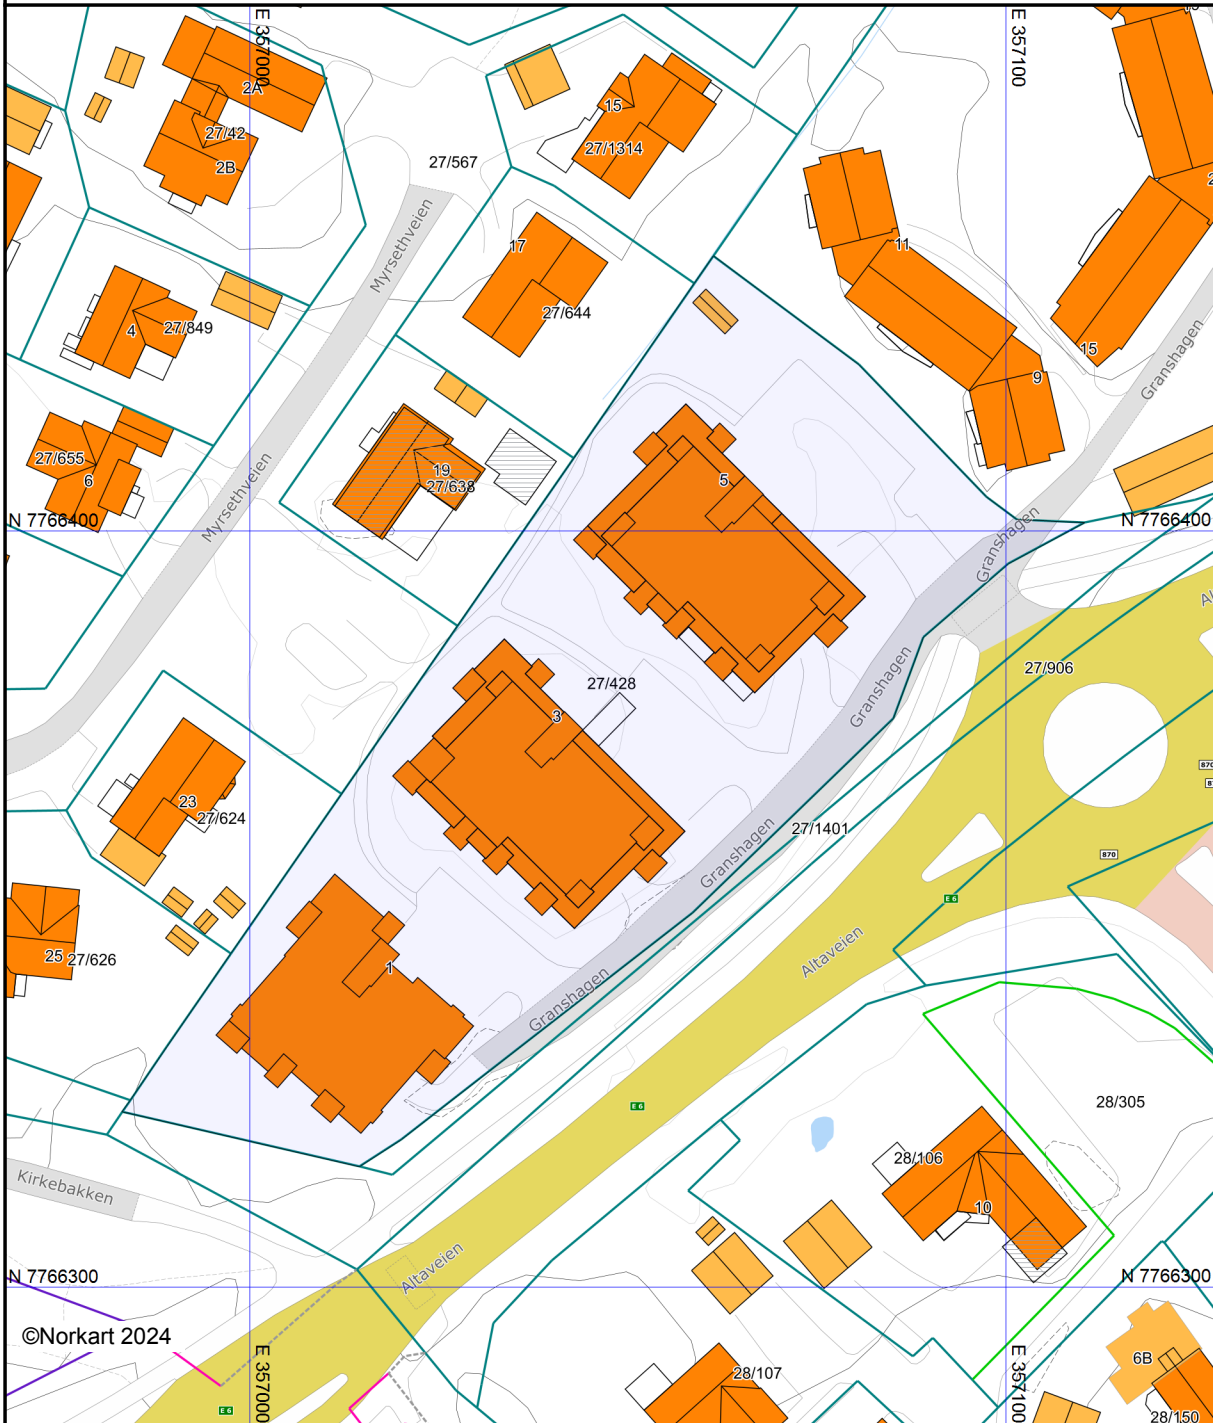 E 357000
E 357100
2A
27/42
2B
27/567
15
27/1314
Myrsethveien
17
11
27/644
4
27/849
15
9
Granshagen
27/655
6
19
27/638
5
Myrsethveien
N 7766400
N 7766400
Granshagen
27/428
3
Granshagen
27/906
23
27/624
Granshagen
27/1401
870
870
E 6
25
27/626
1
Granshagen
Altaveien
28/305
E 6
28/106
10
Kirkebakken
Altaveien
N 7766300
N 7766300
©Norkart 2024
E 357000
E 357100
6B
28/107
E 6
28/150